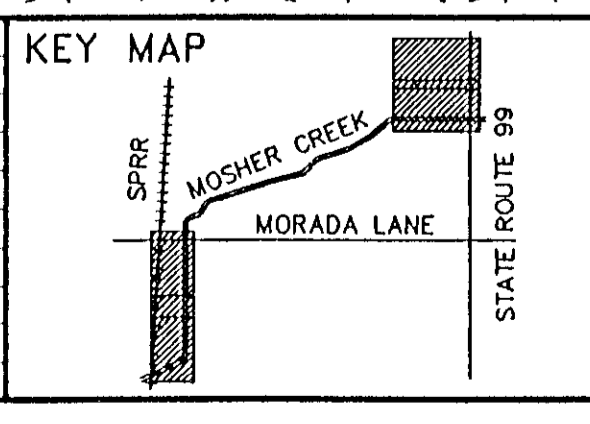 KEY MAP
SPRR
MOSHER CREEK
MORADA LANE
STATE ROUTE 99